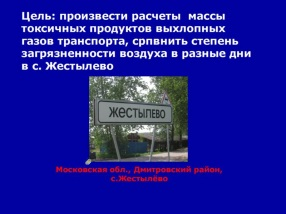 Цель: произвести расчеты массы
токсичных продуктов выхлопных
газов транспорта, српвнить степень
загрязненности воздуха в разные дни
в с. Жестылево
ЖЕСТЫЛЕВО
Московская обл., Дмитровский район,
с.Жестылёво